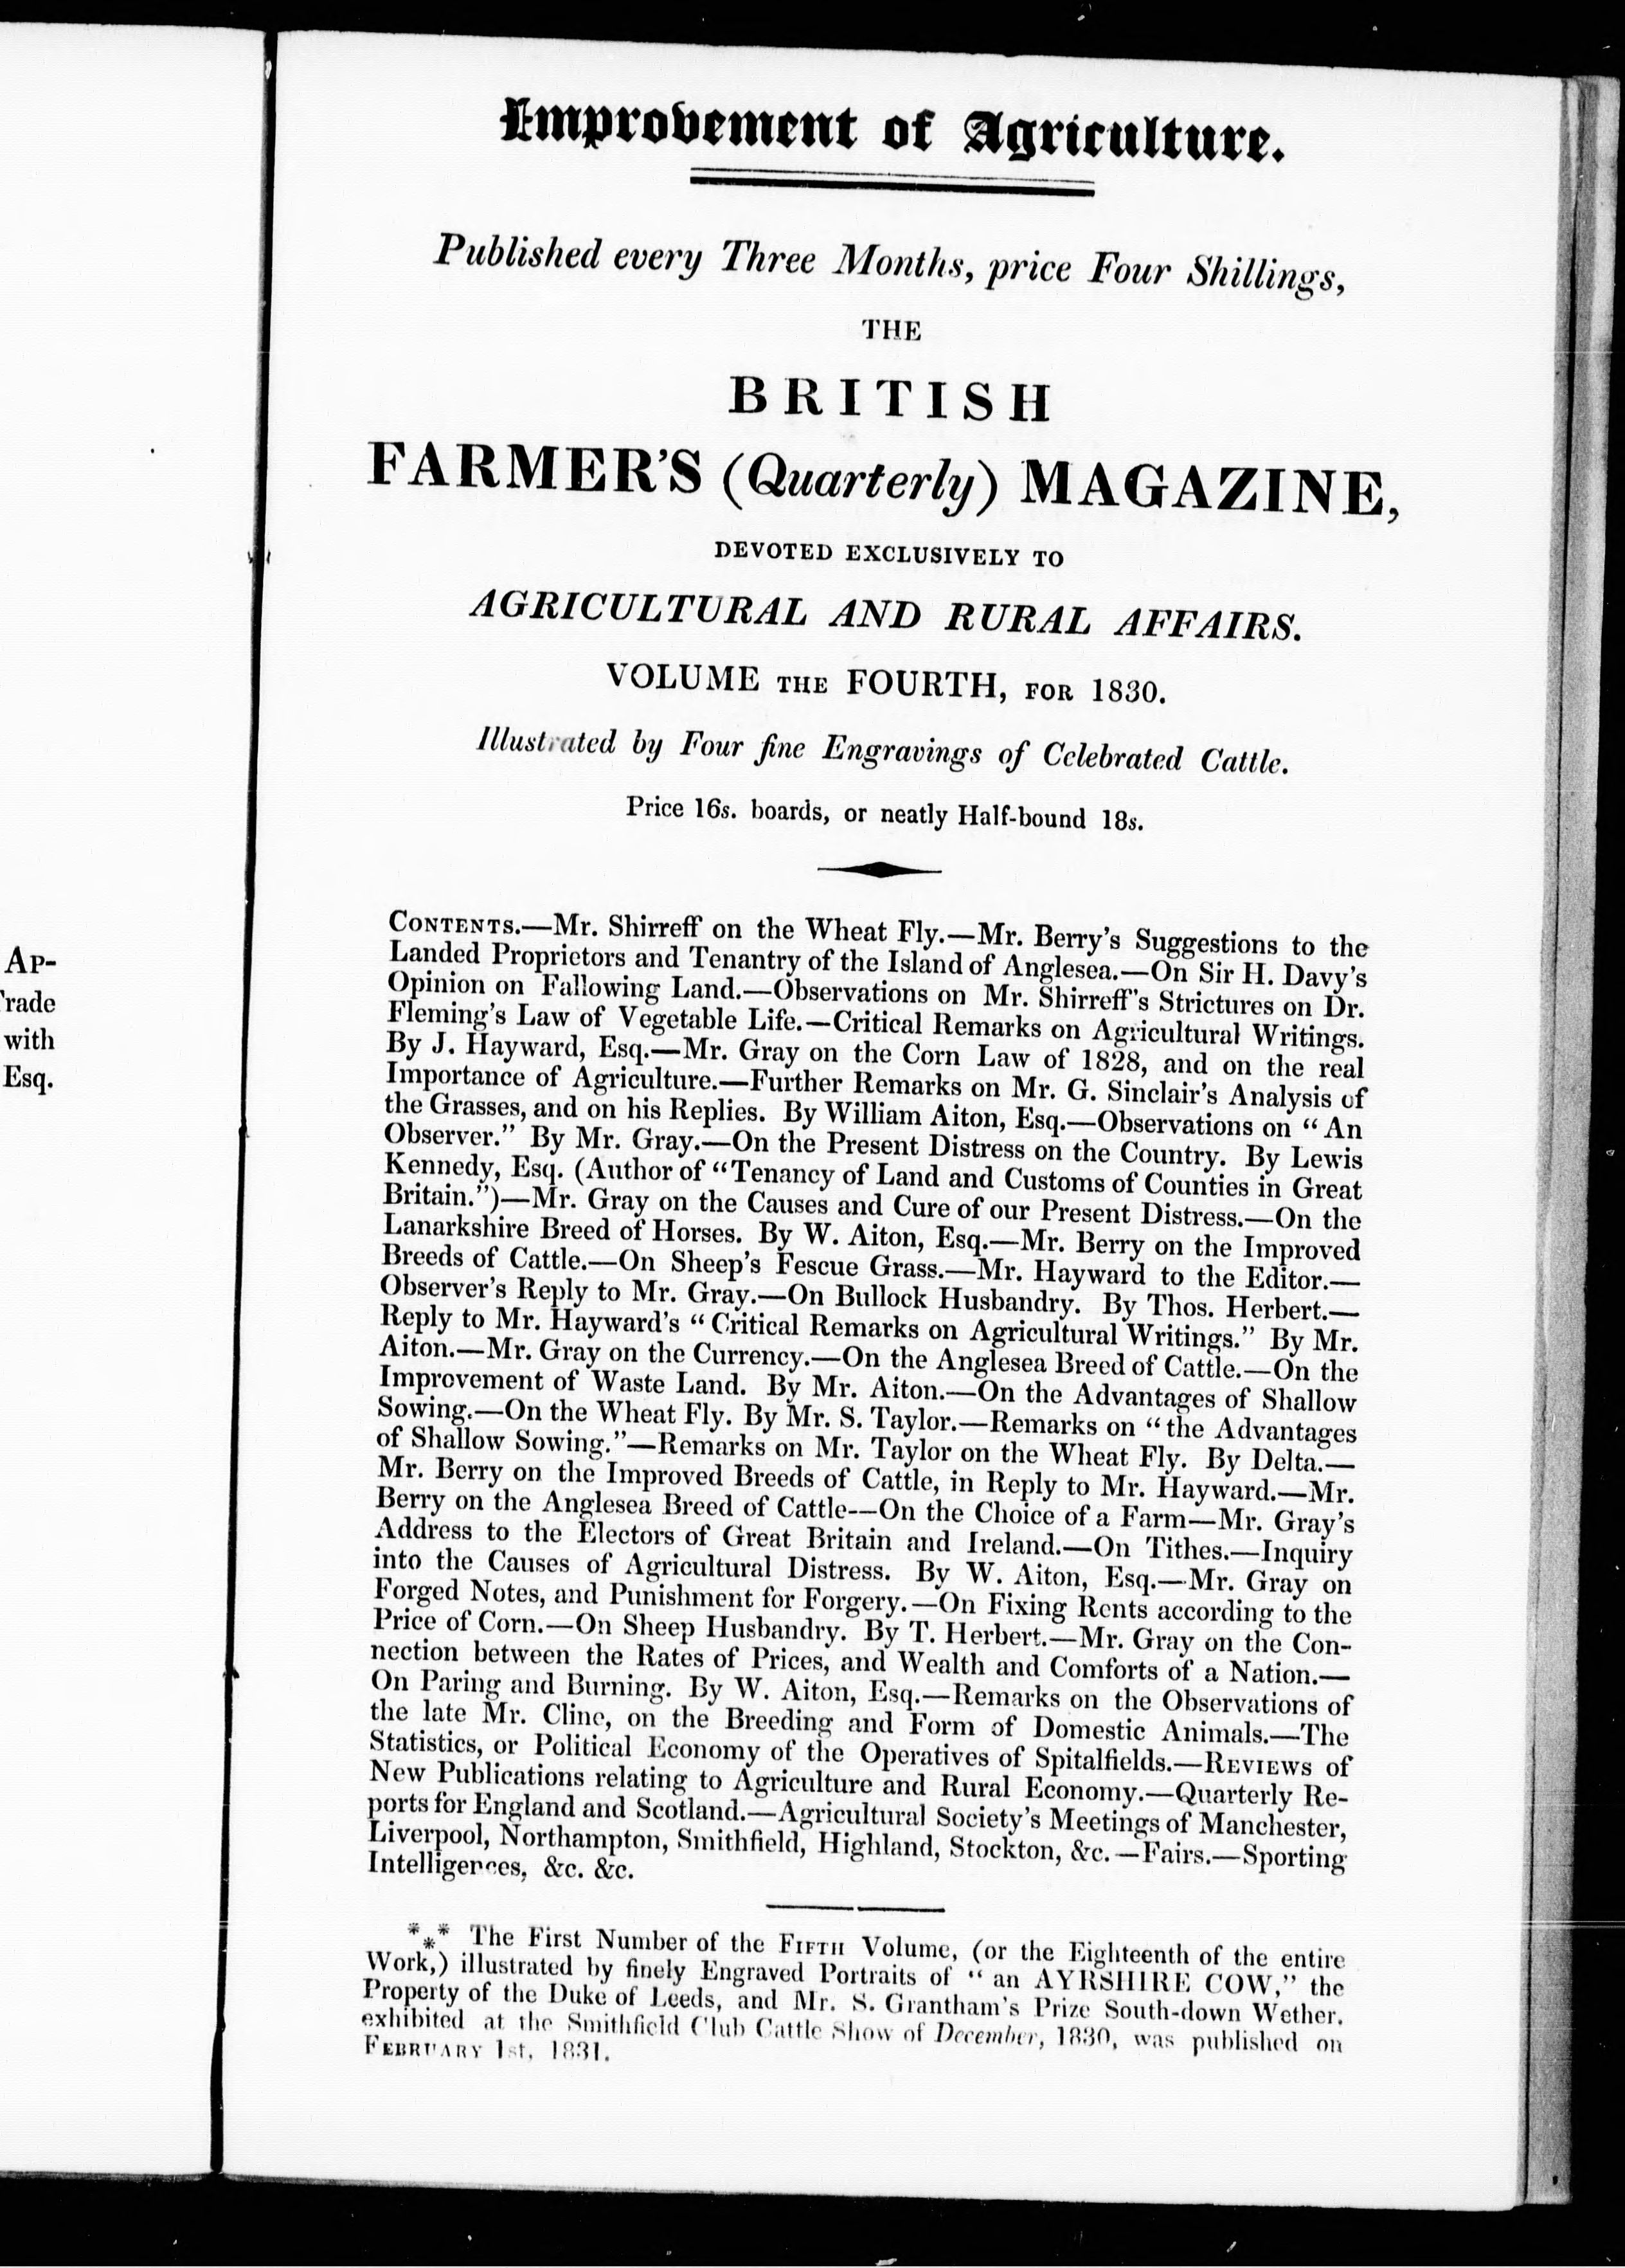 Ap-
rade
with
Esq.
Improvement of Agriculture.
Published every Three Months, price Four Shillings,
THE
BRITISH
FARMER'S (Quarterly) MAGAZINE,
DEVOTED EXCLUSIVELY TO
AGRICULTURAL AND RURAL AFFAIRS.
VOLUME THE FOURTH, FOR 1830.
Illustrated by Four fine Engravings of Celebrated Cattle.
Price 16s. boards, or neatly Half-bound 18s.
CONTENTS.—Mr. Shirreff on the Wheat Fly.—Mr. Berry's Suggestions to the
Landed Proprietors and Tenantry of the Island of Anglesea.—On Sir H. Davy's
Opinion on Fallowing Land.—Observations on Mr. Shirreff's Strictures on Dr.
Fleming's Law of Vegetable Life.—Critical Remarks on Agricultural Writings.
By J. Hayward, Esq.—Mr. Gray on the Corn Law of 1828, and on the real
Importance of Agriculture.—Further Remarks on Mr. G. Sinclair's Analysis of
the Grasses, and on his Replies. By William Aiton, Esq.—Observations on "An
Observer." By Mr. Gray.—On the Present Distress on the Country. By Lewis
Kennedy, Esq. (Author of "Tenancy of Land and Customs of Counties in Great
Britain.")—Mr. Gray on the Causes and Cure of our Present Distress.—On the
Lanarkshire Breed of Horses. By W. Aiton, Esq.—Mr. Berry on the Improved
Breeds of Cattle.—On Sheep's Fescue Grass.—Mr. Hayward to the Editor.—
Observer's Reply to Mr. Gray.—On Bullock Husbandry. By Thos. Herbert.—
Reply to Mr. Hayward's "Critical Remarks on Agricultural Writings." By Mr.
Aiton.—Mr. Gray on the Currency.—On the Anglesea Breed of Cattle.—On the
Improvement of Waste Land. By Mr. Aiton.—On the Advantages of Shallow
Sowing.—On the Wheat Fly. By Mr. S. Taylor.—Remarks on "the Advantages
of Shallow Sowing."—Remarks on Mr. Taylor on the Wheat Fly. By Delta.—
Mr. Berry on the Improved Breeds of Cattle, in Reply to Mr. Hayward.—Mr.
Berry on the Anglesea Breed of Cattle—On the Choice of a Farm—Mr. Gray's
Address to the Electors of Great Britain and Ireland.—On Tithes.—Inquiry
into the Causes of Agricultural Distress. By W. Aiton, Esq.—Mr. Gray on
Forged Notes, and Punishment for Forgery.—On Fixing Rents according to the
Price of Corn.—On Sheep Husbandry. By T. Herbert.—Mr. Gray on the Con-
nection between the Rates of Prices, and Wealth and Comforts of a Nation.—
On Paring and Burning. By W. Aiton, Esq.—Remarks on the Observations of
the late Mr. Cline, on the Breeding and Form of Domestic Animals.—The
Statistics, or Political Economy of the Operatives of Spitalfields.—REVIEWS of
New Publications relating to Agriculture and Rural Economy.—Quarterly Re-
ports for England and Scotland.—Agricultural Society's Meetings of Manchester,
Liverpool, Northampton, Smithfield, Highland, Stockton, &c.—Fairs.—Sporting
Intelligences, &c. &c.
*** The First Number of the FIFTH Volume, (or the Eighteenth of the entire
Work,) illustrated by finely Engraved Portraits of "an AYRSHIRE COW," the
Property of the Duke of Leeds, and Mr. S. Grantham's Prize South-down Wether,
exhibited at the Smithfield Club Cattle Show of December, 1830, was published on
FEBRUARY 1st, 1831.